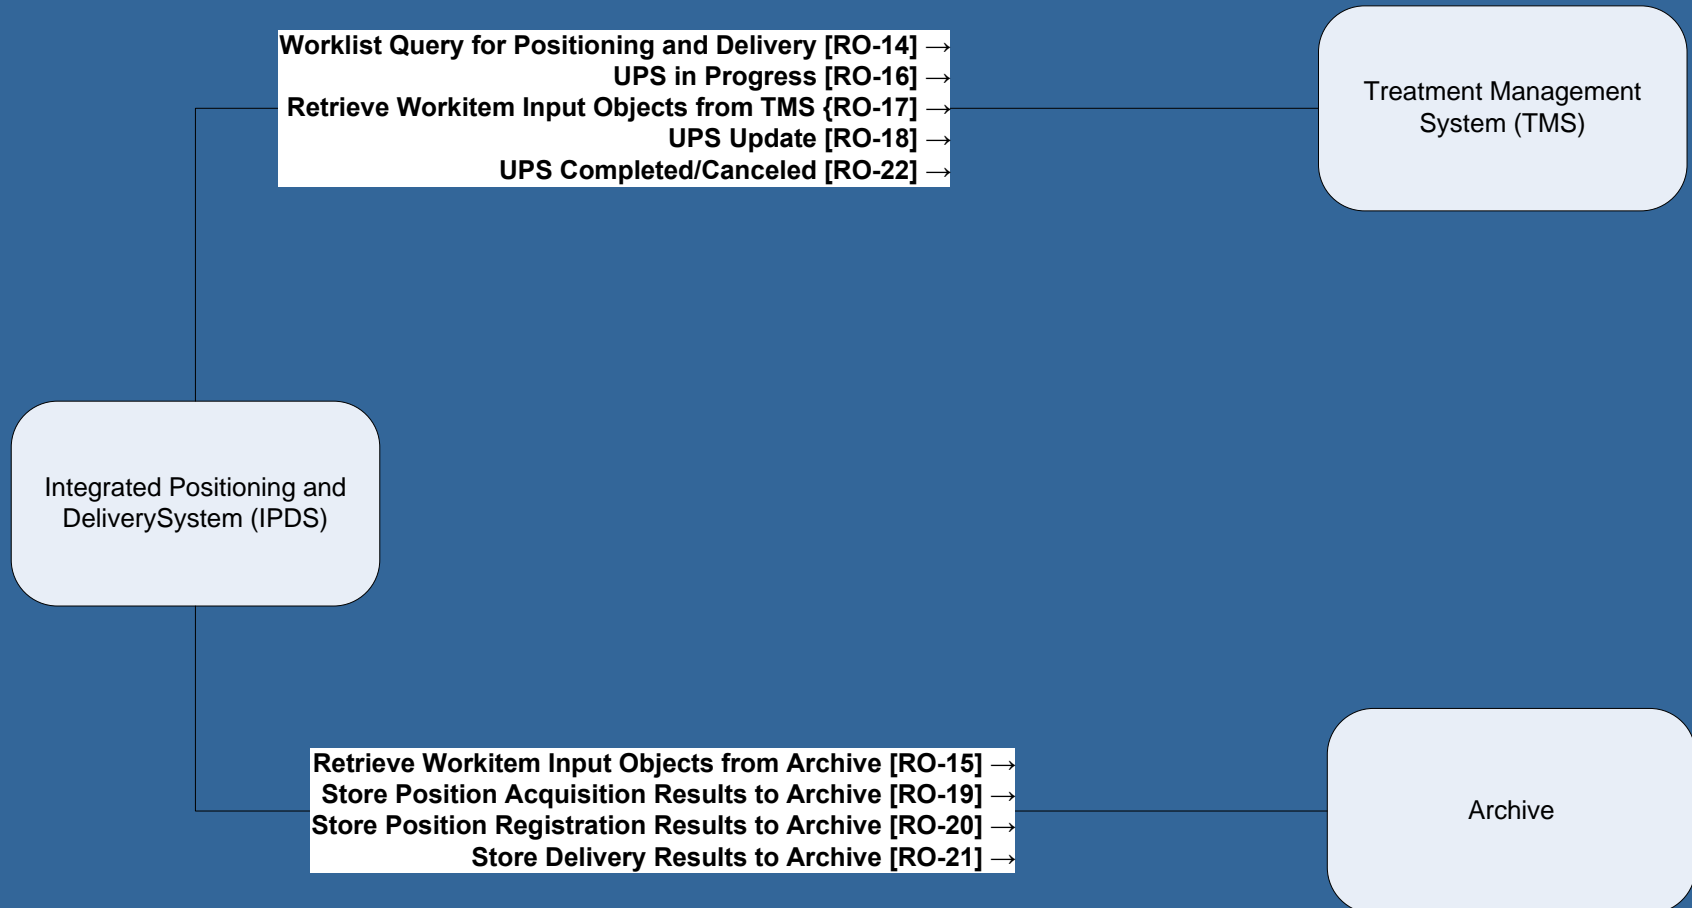 Worklist Query for Positioning and Delivery [RO-14] →
UPS in Progress [RO-16] →
Retrieve Workitem Input Objects from TMS {RO-17] →
UPS Update [RO-18] →
UPS Completed/Canceled [RO-22] →
Treatment Management
System (TMS)
Integrated Positioning and
DeliverySystem (IPDS)
Retrieve Workitem Input Objects from Archive [RO-15] →
Store Position Acquisition Results to Archive [RO-19] →
Store Position Registration Results to Archive [RO-20] →
Store Delivery Results to Archive [RO-21] →
Archive